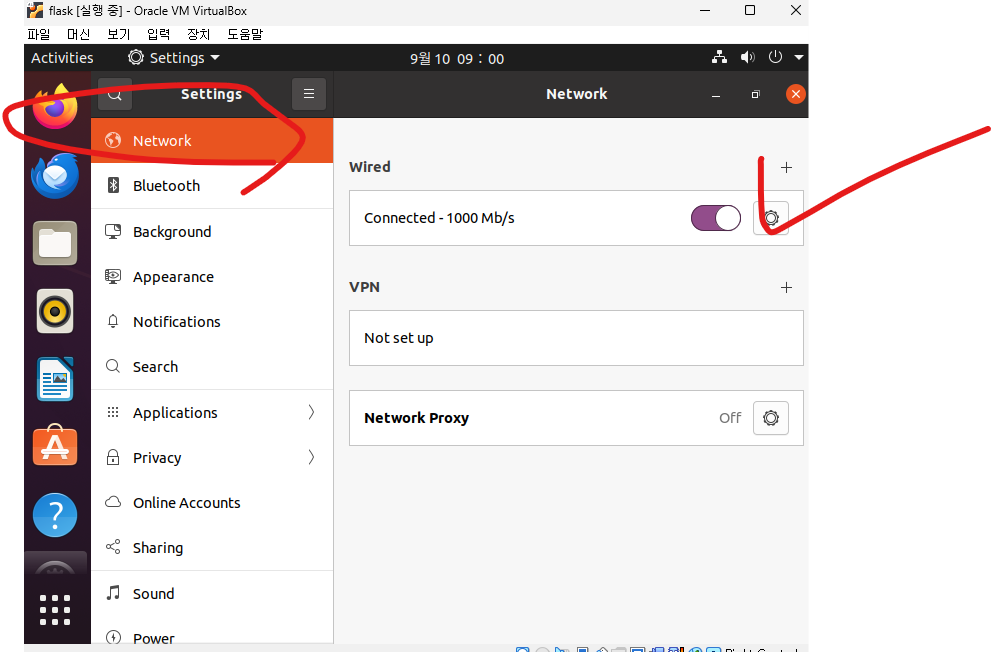 flask [실행 중] - Oracle VM VirtualBox
파일 머신 보기 입력 장치 도움말
Activities Settings 9월 10 09 : 00
Settings Network
Network
Bluetooth
Background
Appearance
Notifications
Search
Applications
Privacy
Online Accounts
Sharing
Sound
Power
Wired
Connected - 1000 Mb/s
VPN
Not set up
Network Proxy Off